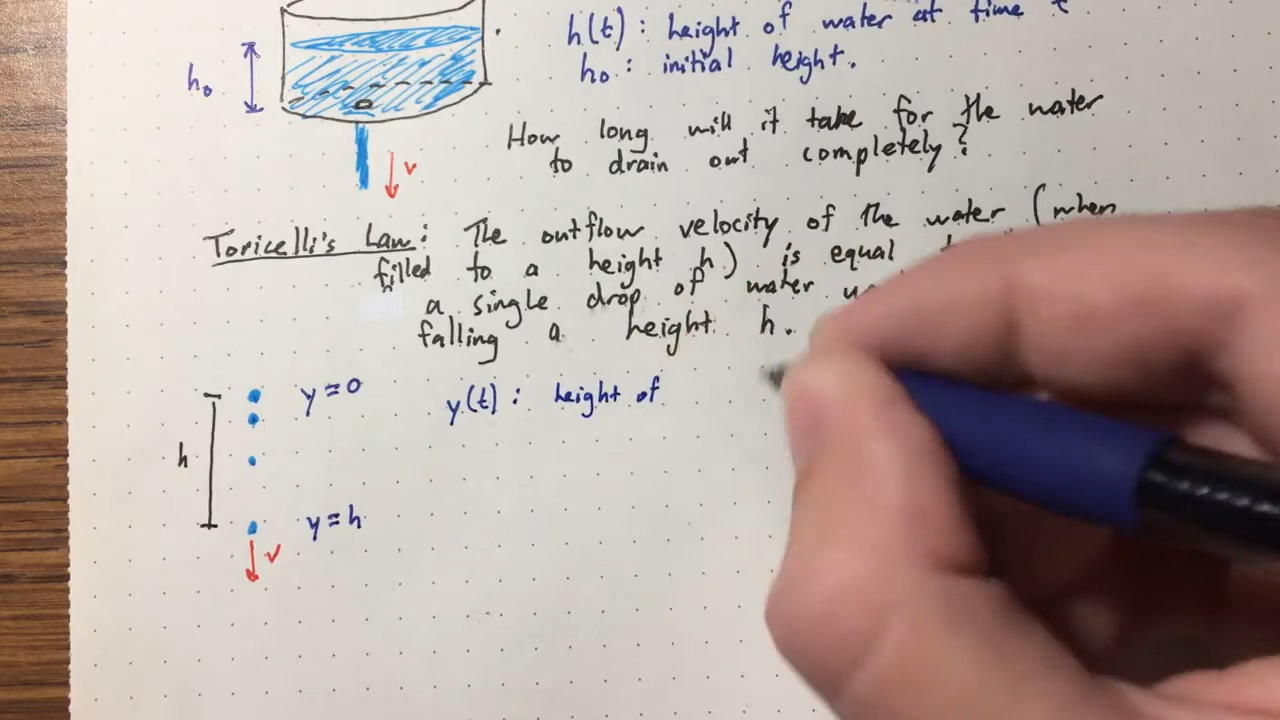 h(t) : height of water at time t
h₀
h₀ : initial height.
How long will it take for the water
to drain out completely?
v
Toricelli's Law: The outflow velocity of the water (when
filled to a height h) is equal
a single drop of water
falling a height h.
y=0
y(t) : height of
h
y=h
v